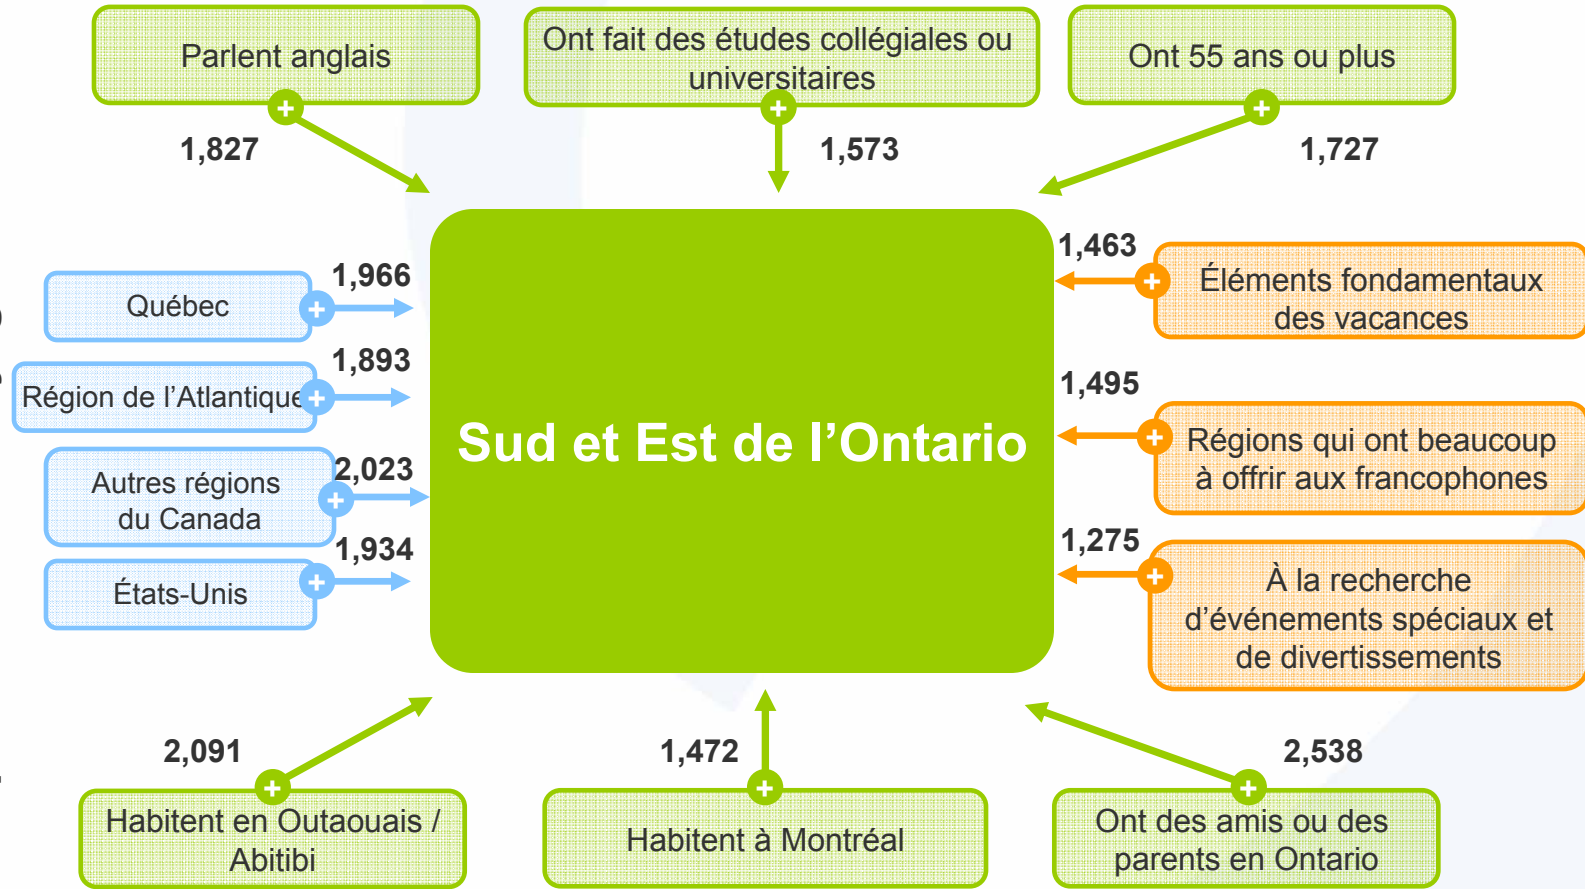 Parlent anglais
Ont fait des études collégiales ou
universitaires
Ont 55 ans ou plus
1,827
1,573
1,727
Québec
1,966
Région de l’Atlantique
1,893
Autres régions
du Canada
2,023
États-Unis
1,934
Sud et Est de l’Ontario
1,463
Éléments fondamentaux
des vacances
1,495
Régions qui ont beaucoup
à offrir aux francophones
1,275
À la recherche
d’événements spéciaux et
de divertissements
2,091
1,472
2,538
Habitent en Outaouais /
Abitibi
Habitent à Montréal
Ont des amis ou des
parents en Ontario